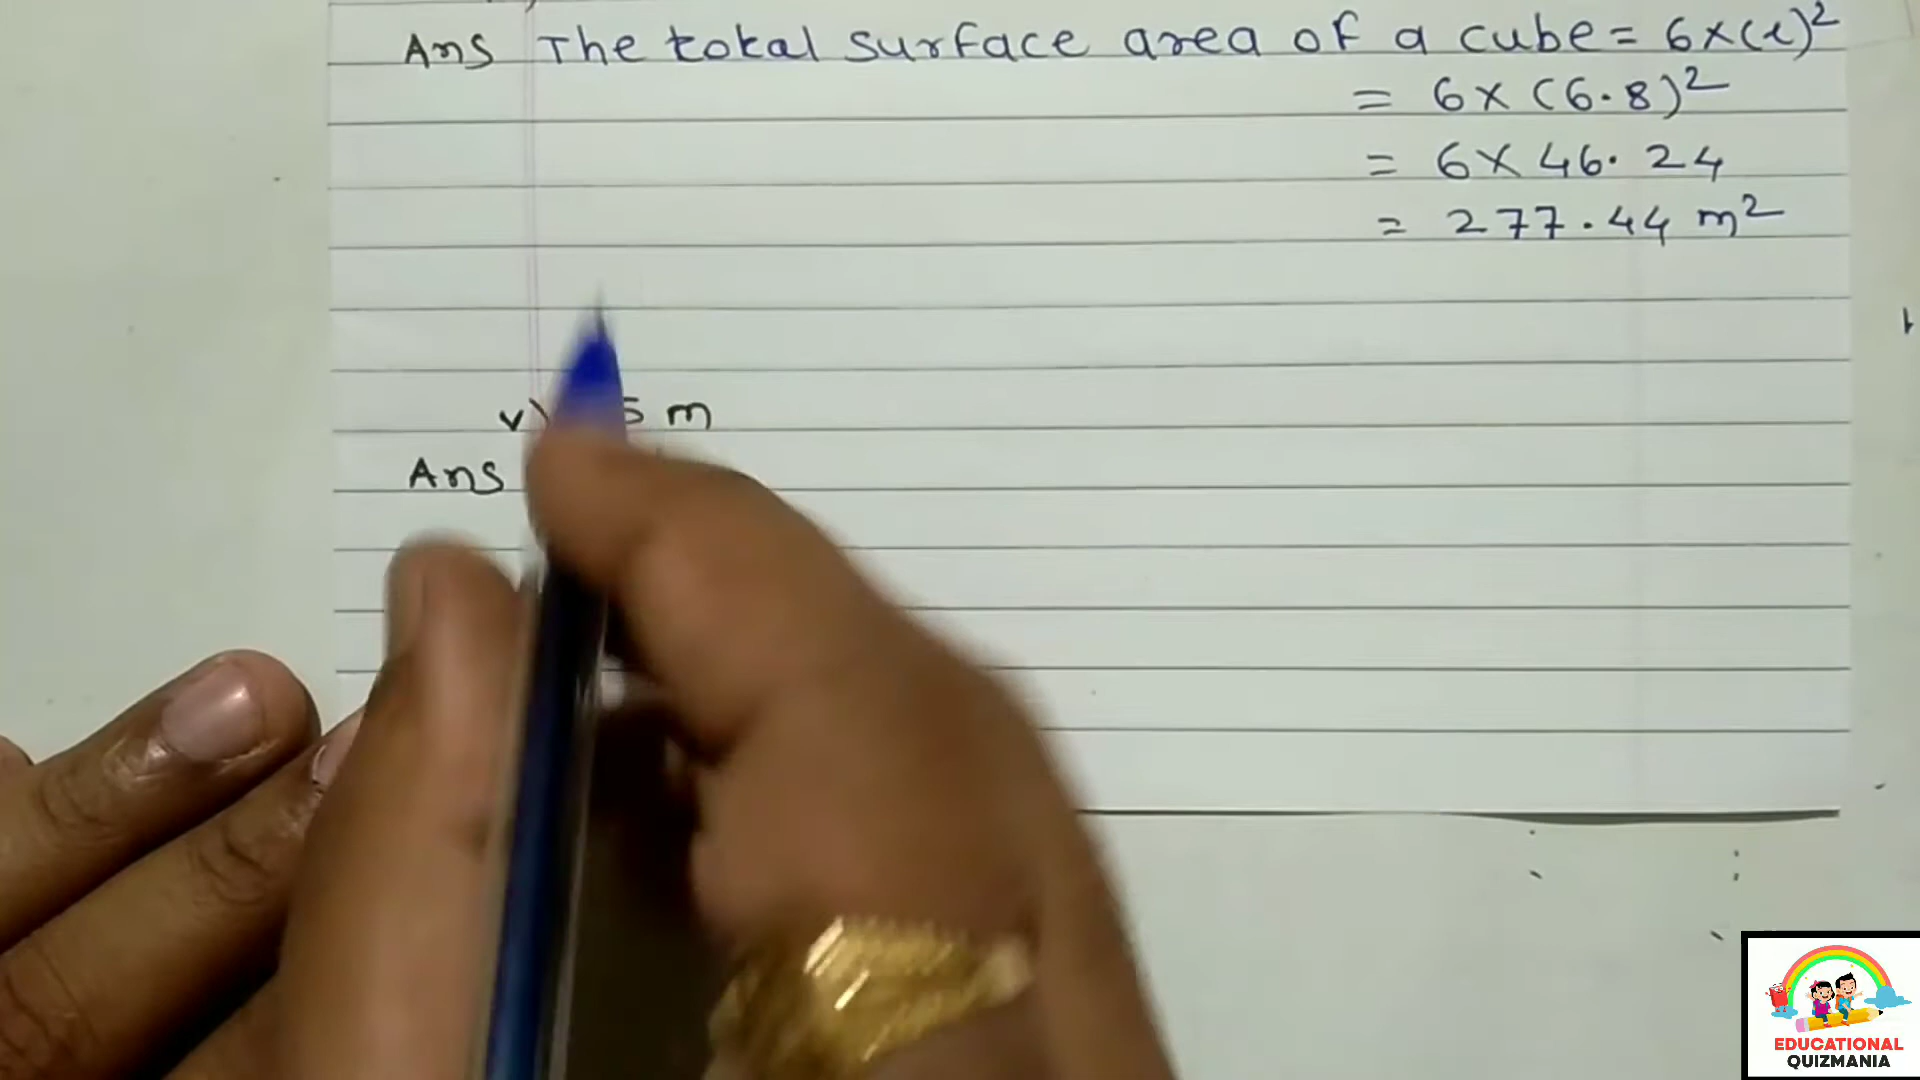 Ans The total surface area of a cube = 6×(l)²
= 6 × (6.8)²
= 6 × 46.24
= 277.44 m²
v) 5 m
Ans
EDUCATIONAL
QUIZMANIA